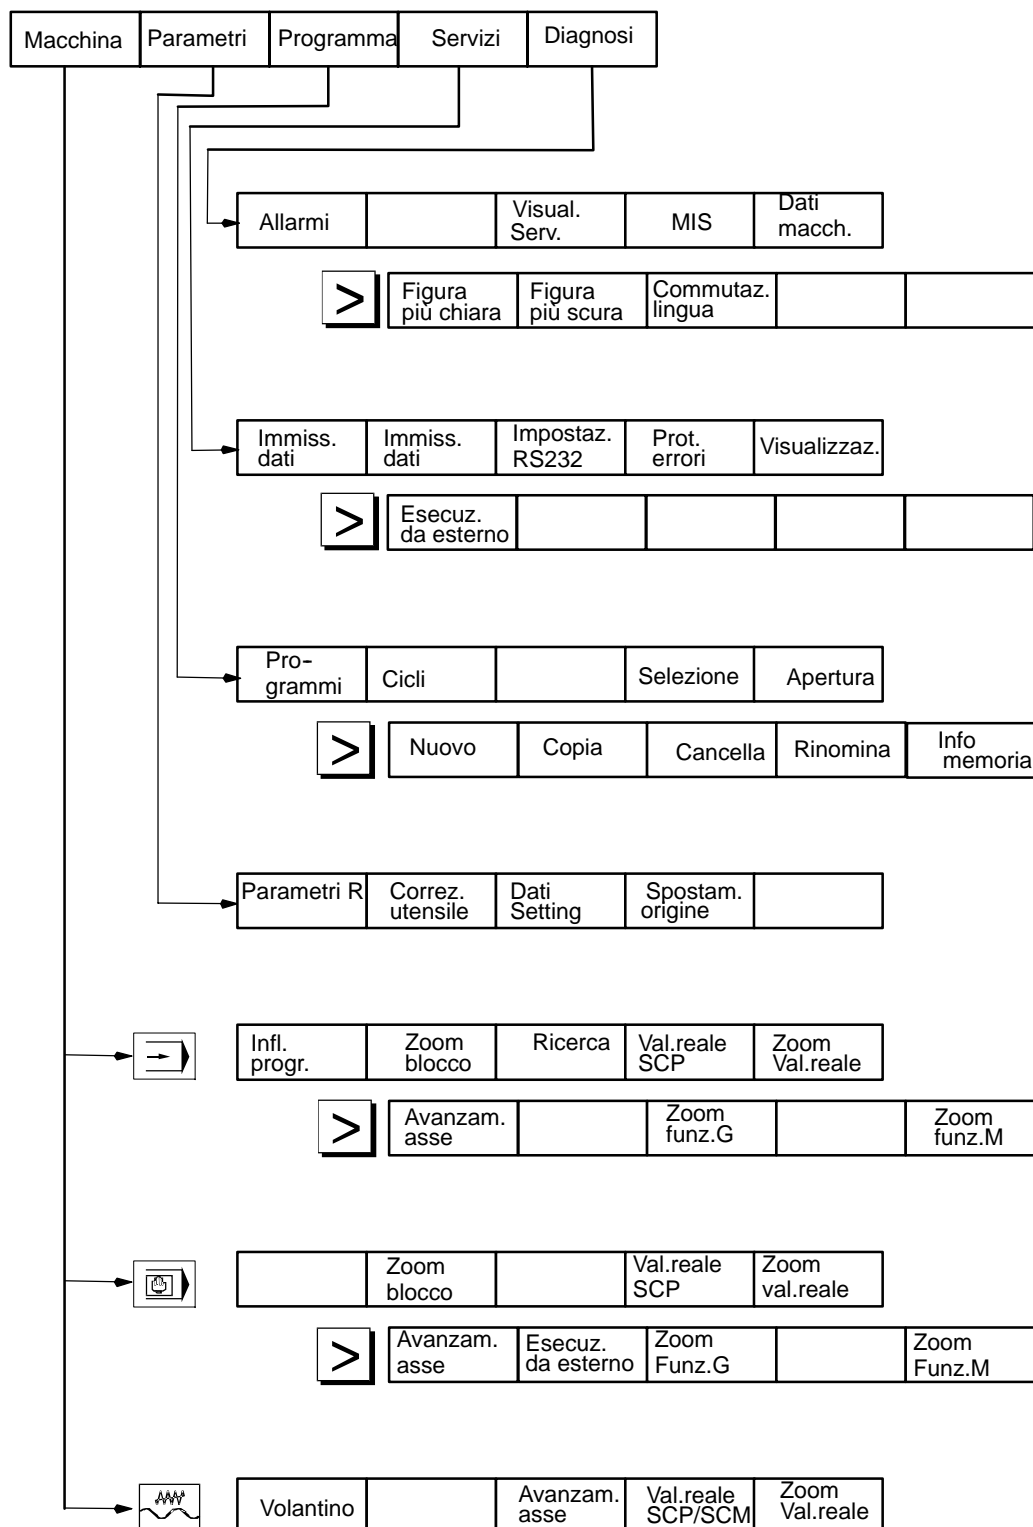 Macchina
Parametri
Programma
Servizi
Diagnosi
Allarmi
Visual.
Serv.
MIS
Dati
macch.
>
Figura
più chiara
Figura
più scura
Commutaz.
lingua
Immiss.
dati
Immiss.
dati
Impostaz.
RS232
Prot.
errori
Visualizzaz.
>
Esecuz.
da esterno
Pro-
grammi
Cicli
Selezione
Apertura
>
Nuovo
Copia
Cancella
Rinomina
Info
memoria
Parametri R
Correz.
utensile
Dati
Setting
Spostam.
origine
Infl.
progr.
Zoom
blocco
Ricerca
Val.reale
SCP
Zoom
Val.reale
>
Avanzam.
asse
Zoom
funz.G
Zoom
funz.M
Zoom
blocco
Val.reale
SCP
Zoom
val.reale
>
Avanzam.
asse
Esecuz.
da esterno
Zoom
Funz.G
Zoom
Funz.M
Volantino
Avanzam.
asse
Val.reale
SCP/SCM
Zoom
Val.reale